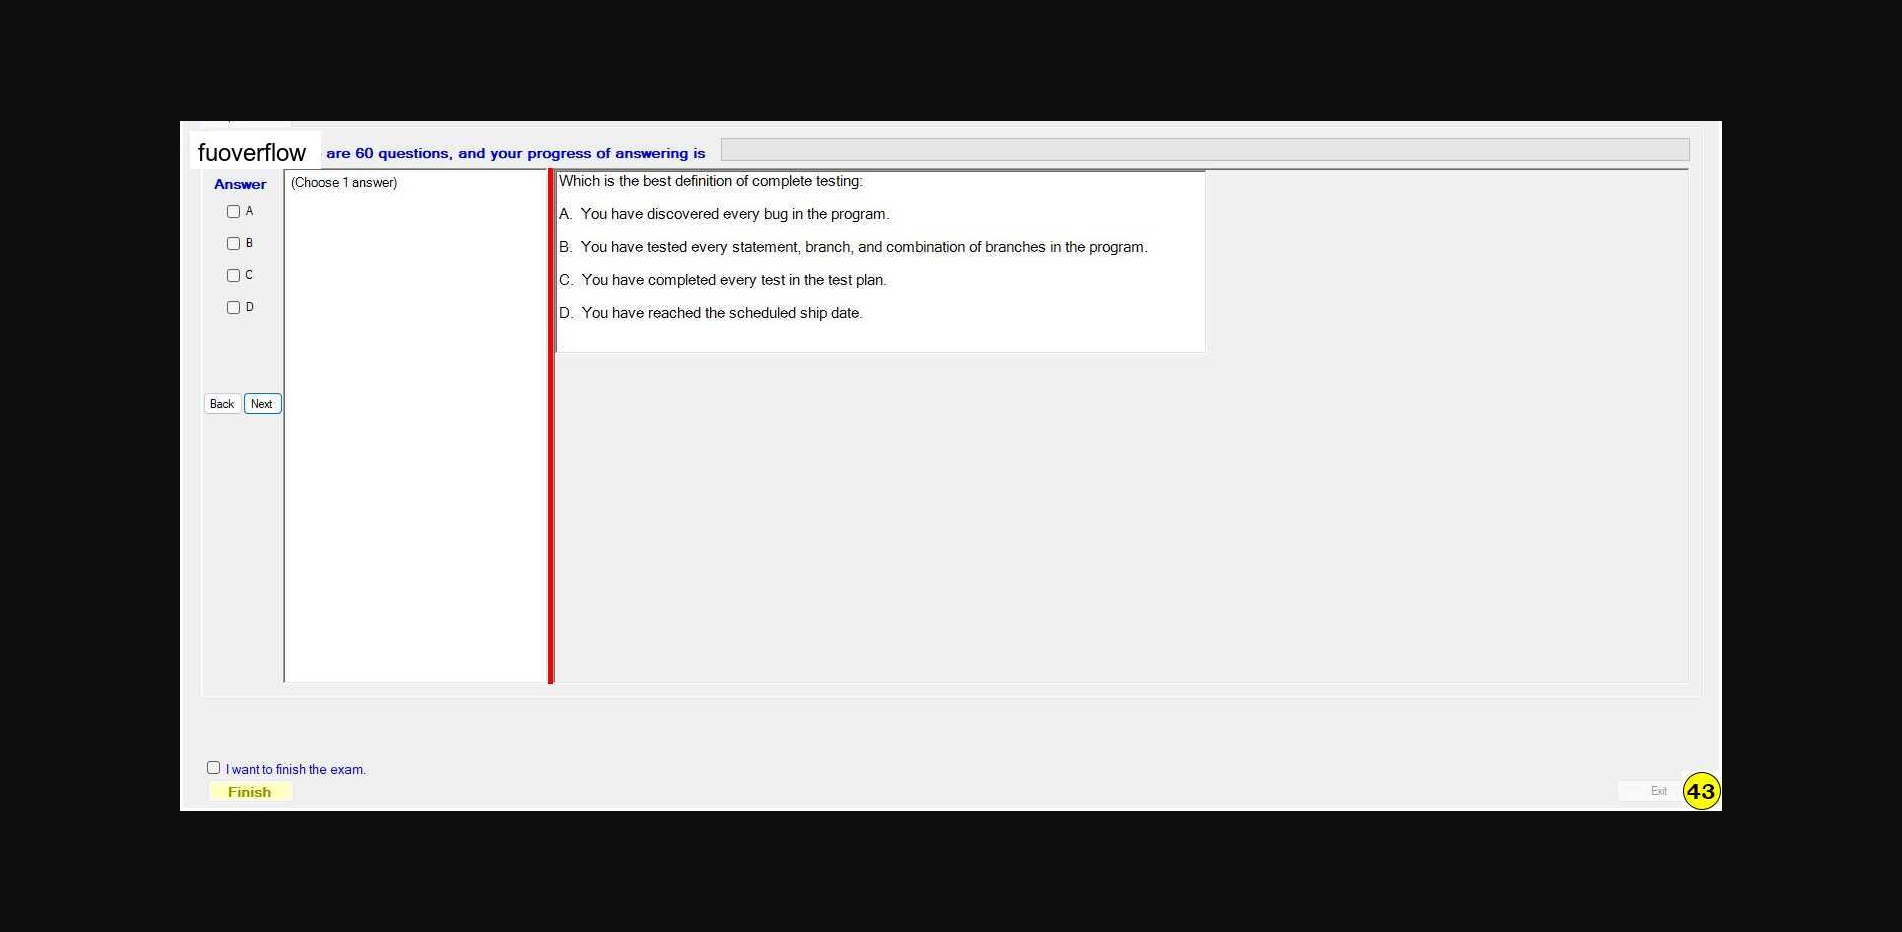 fuoverflow are 60 questions, and your progress of answering is
Answer
(Choose 1 answer)
A
B
C
D
Back Next
Which is the best definition of complete testing:
A. You have discovered every bug in the program.
B. You have tested every statement, branch, and combination of branches in the program.
C. You have completed every test in the test plan.
D. You have reached the scheduled ship date.
I want to finish the exam.
Finish
Exit
43